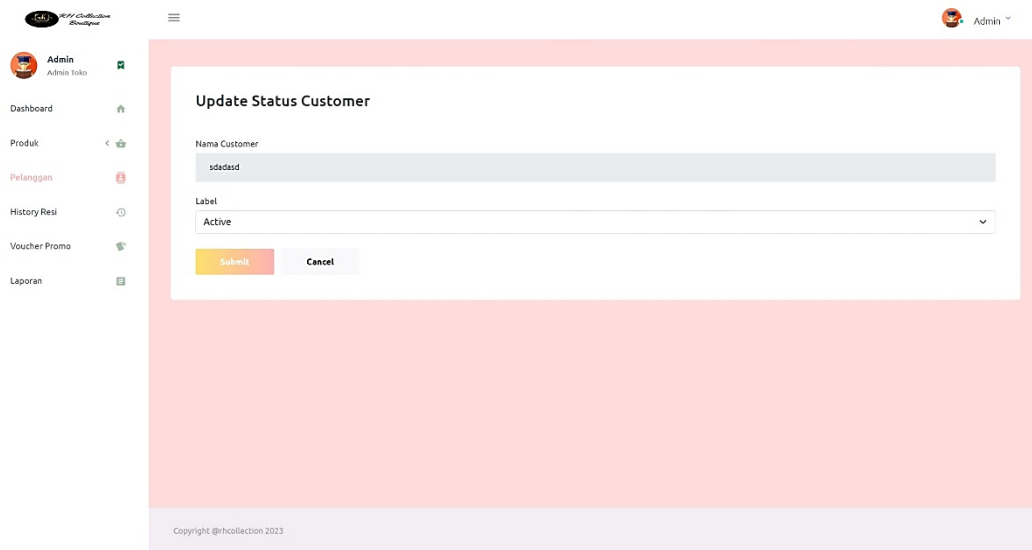 RH Collection
Boutique
Admin
Admin
Admin Toko
Dashboard
Produk
Pelanggan
History Resi
Voucher Promo
Laporan
Update Status Customer
Nama Customer
sdadasd
Label
Active
Submit
Cancel
Copyright @rhcollection 2023